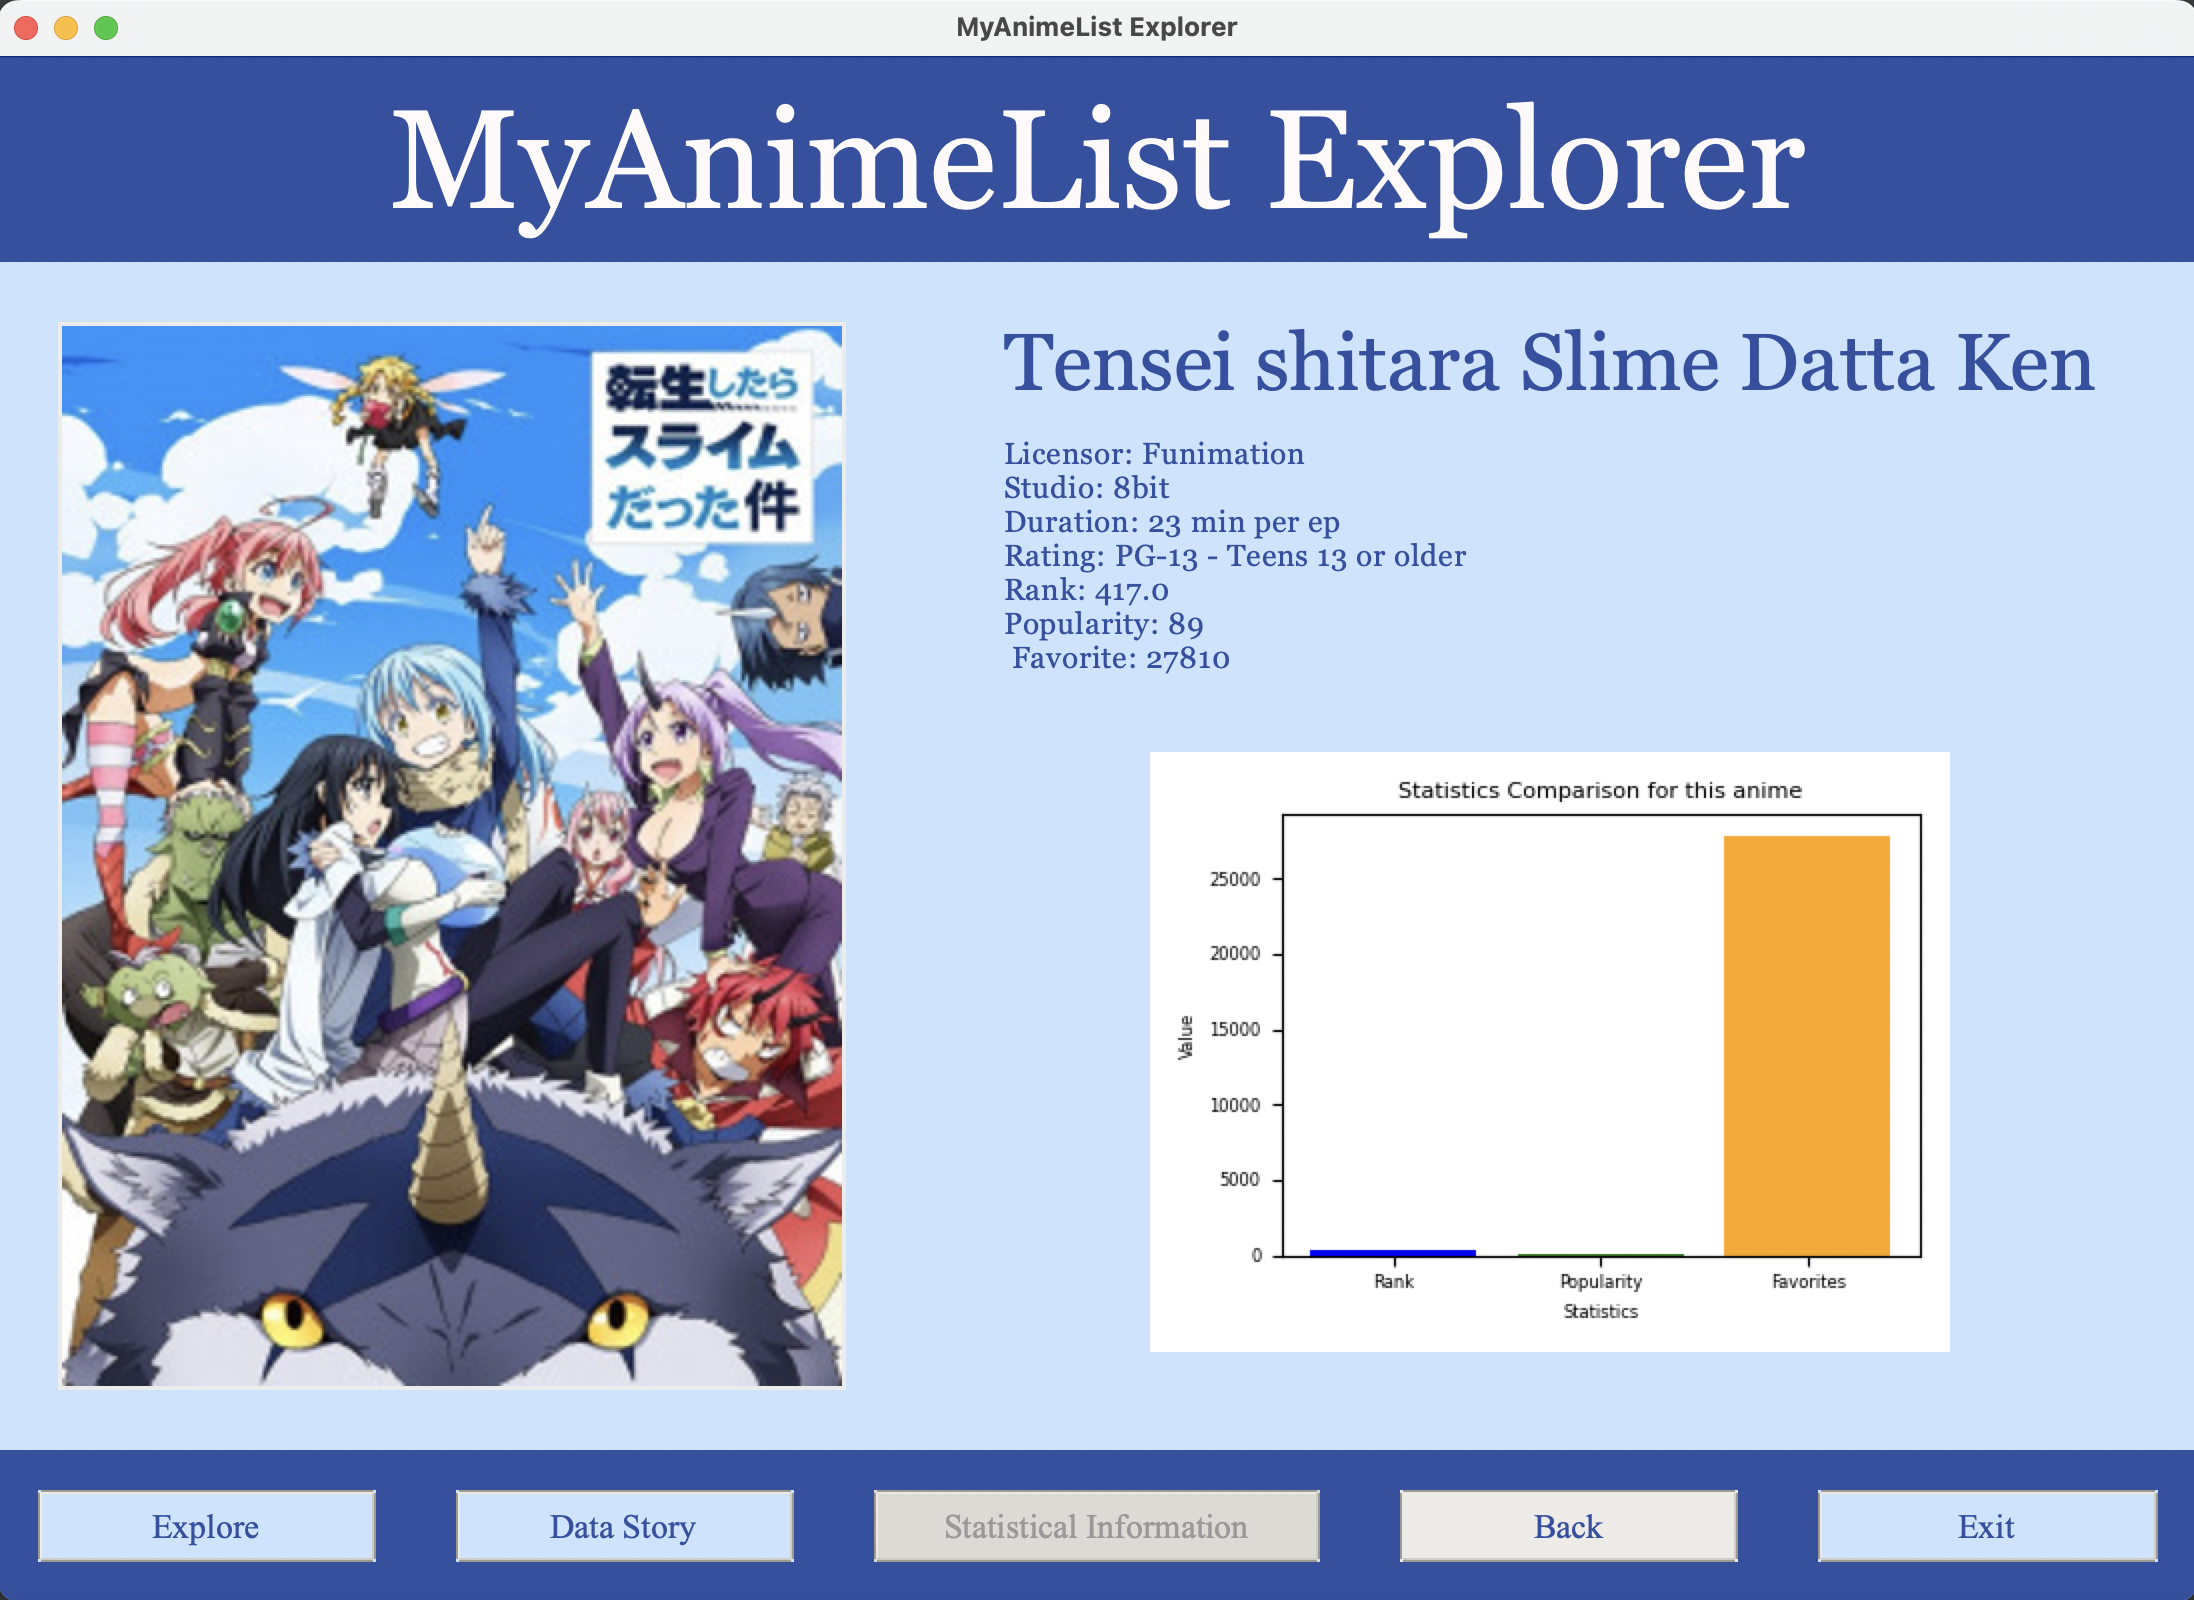 MyAnimeList Explorer
MyAnimeList Explorer
転生したら
スライム
だった件
Tensei shitara Slime Datta Ken
Licensor: Funimation
Studio: 8bit
Duration: 23 min per ep
Rating: PG-13 - Teens 13 or older
Rank: 417.0
Popularity: 89
Favorite: 27810
Statistics Comparison for this anime
25000
20000
15000
10000
5000
0
Value
Rank Popularity Favorites
Statistics
Explore Data Story Statistical Information Back Exit